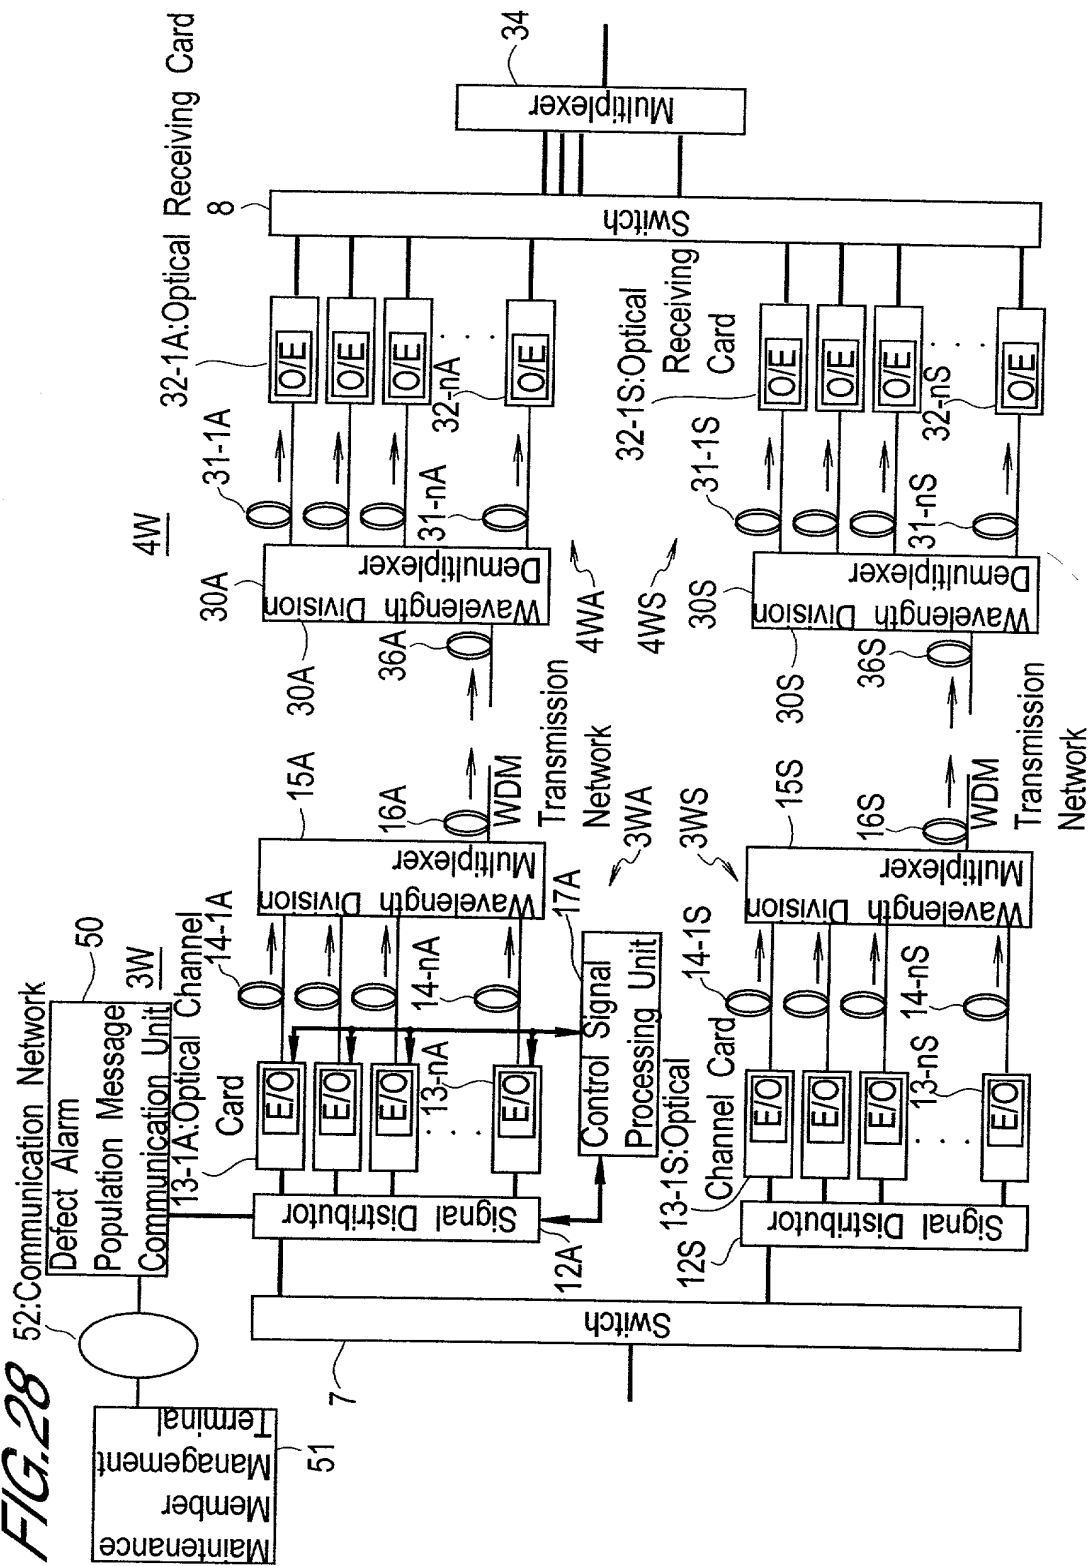 FIG.28
52:Communication Network
Maintenance
Member
Management
Terminal
51
50
Defect Alarm
Population Message
Communication Unit
3W
4W
7
Switch
12A
Signal Distributor
13-1A:Optical Channel
Card
E/O
E/O
E/O
. . . .
13-nA
E/O
14-1A
14-nA
15A
Wavelength Division
Multiplexer
16A
WDM
Transmission
Network
17A
Control Signal
Processing Unit
3WA
36A
30A
30A
Wavelength Division
Demultiplexer
31-1A
31-nA
4WA
32-1A:Optical Receiving Card
O/E
O/E
O/E
. . . .
32-nA
O/E
8
Switch
34
Multiplexer
12S
Signal Distributor
13-1S:Optical
Channel Card
E/O
E/O
E/O
. . . .
13-nS
E/O
14-1S
14-nS
3WS
15S
Wavelength Division
Multiplexer
16S
WDM
Transmission
Network
36S
30S
30S
Wavelength Division
Demultiplexer
4WS
31-1S
31-nS
32-1S:Optical
Receiving
Card
O/E
O/E
O/E
. . . .
32-nS
O/E